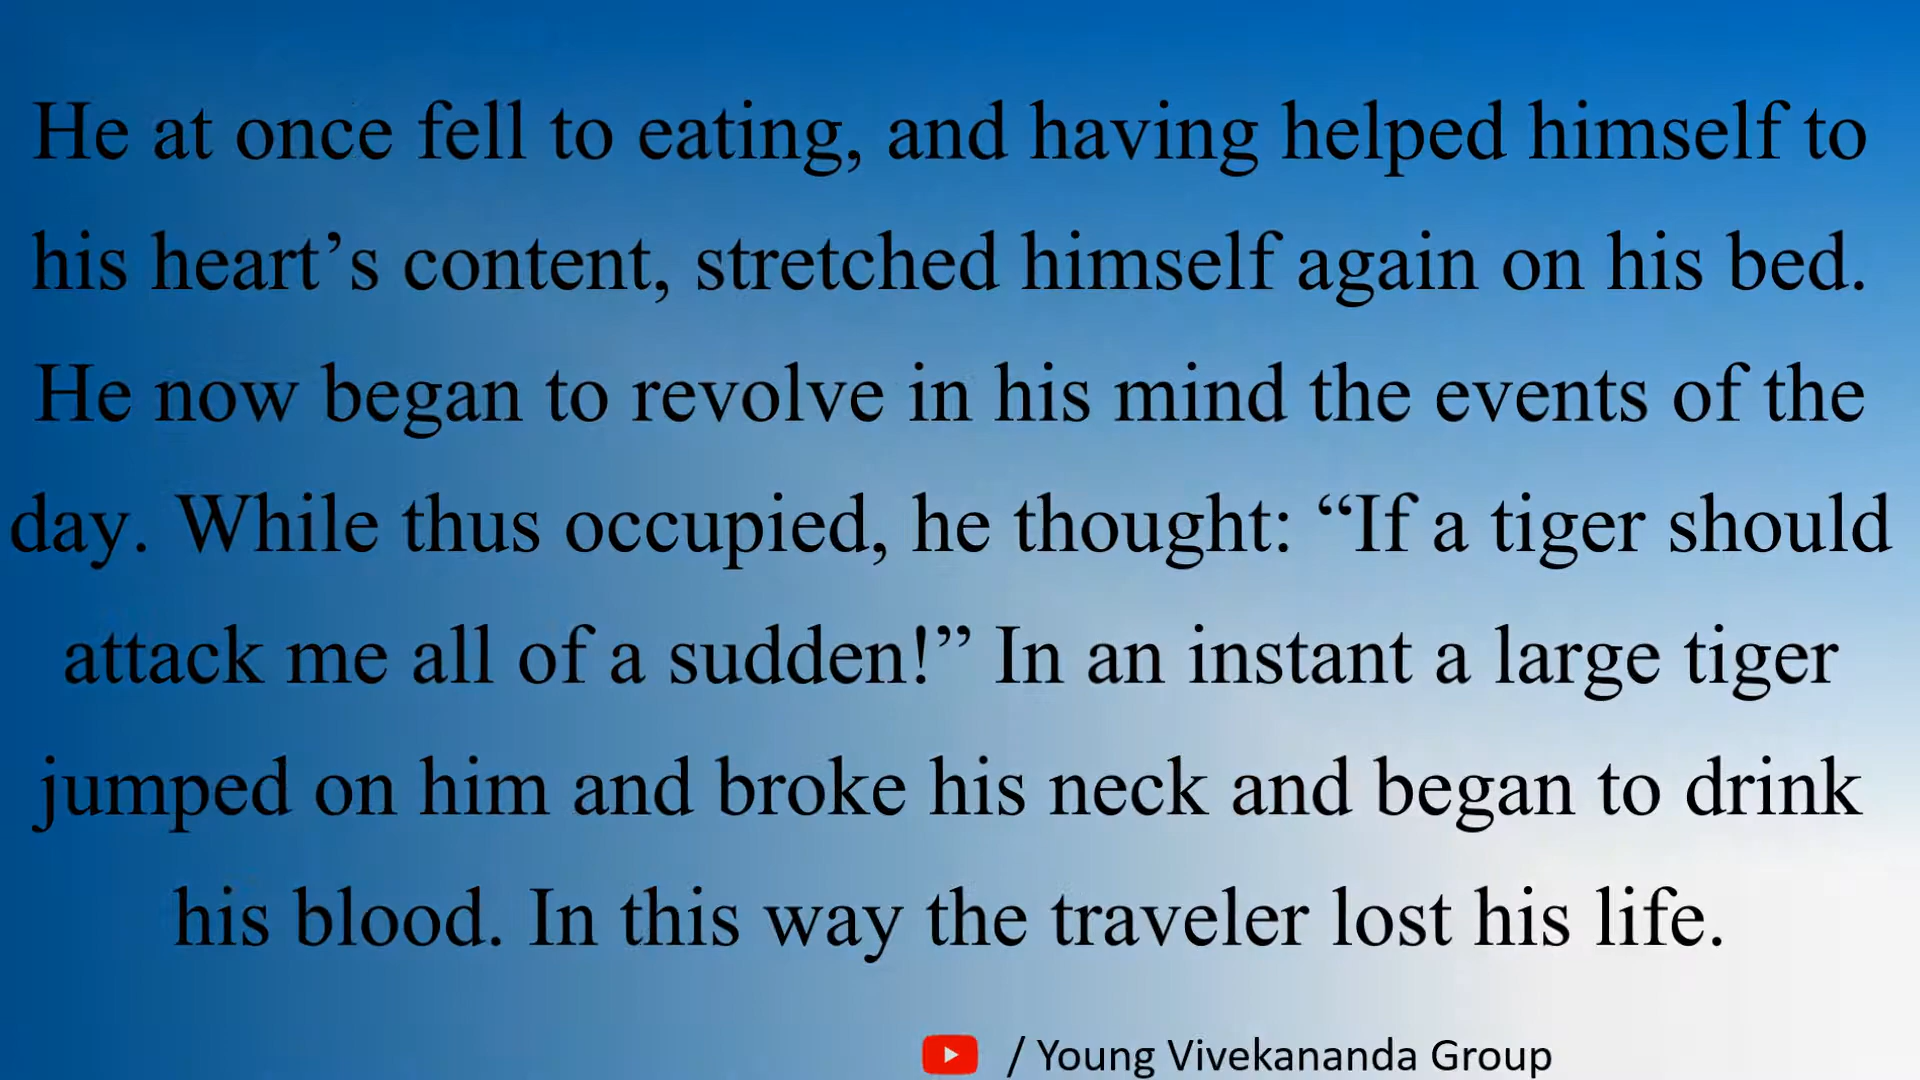 He at once fell to eating, and having helped himself to
his heart’s content, stretched himself again on his bed.
He now began to revolve in his mind the events of the
day. While thus occupied, he thought: “If a tiger should
attack me all of a sudden!” In an instant a large tiger
jumped on him and broke his neck and began to drink
his blood. In this way the traveler lost his life.
/ Young Vivekananda Group